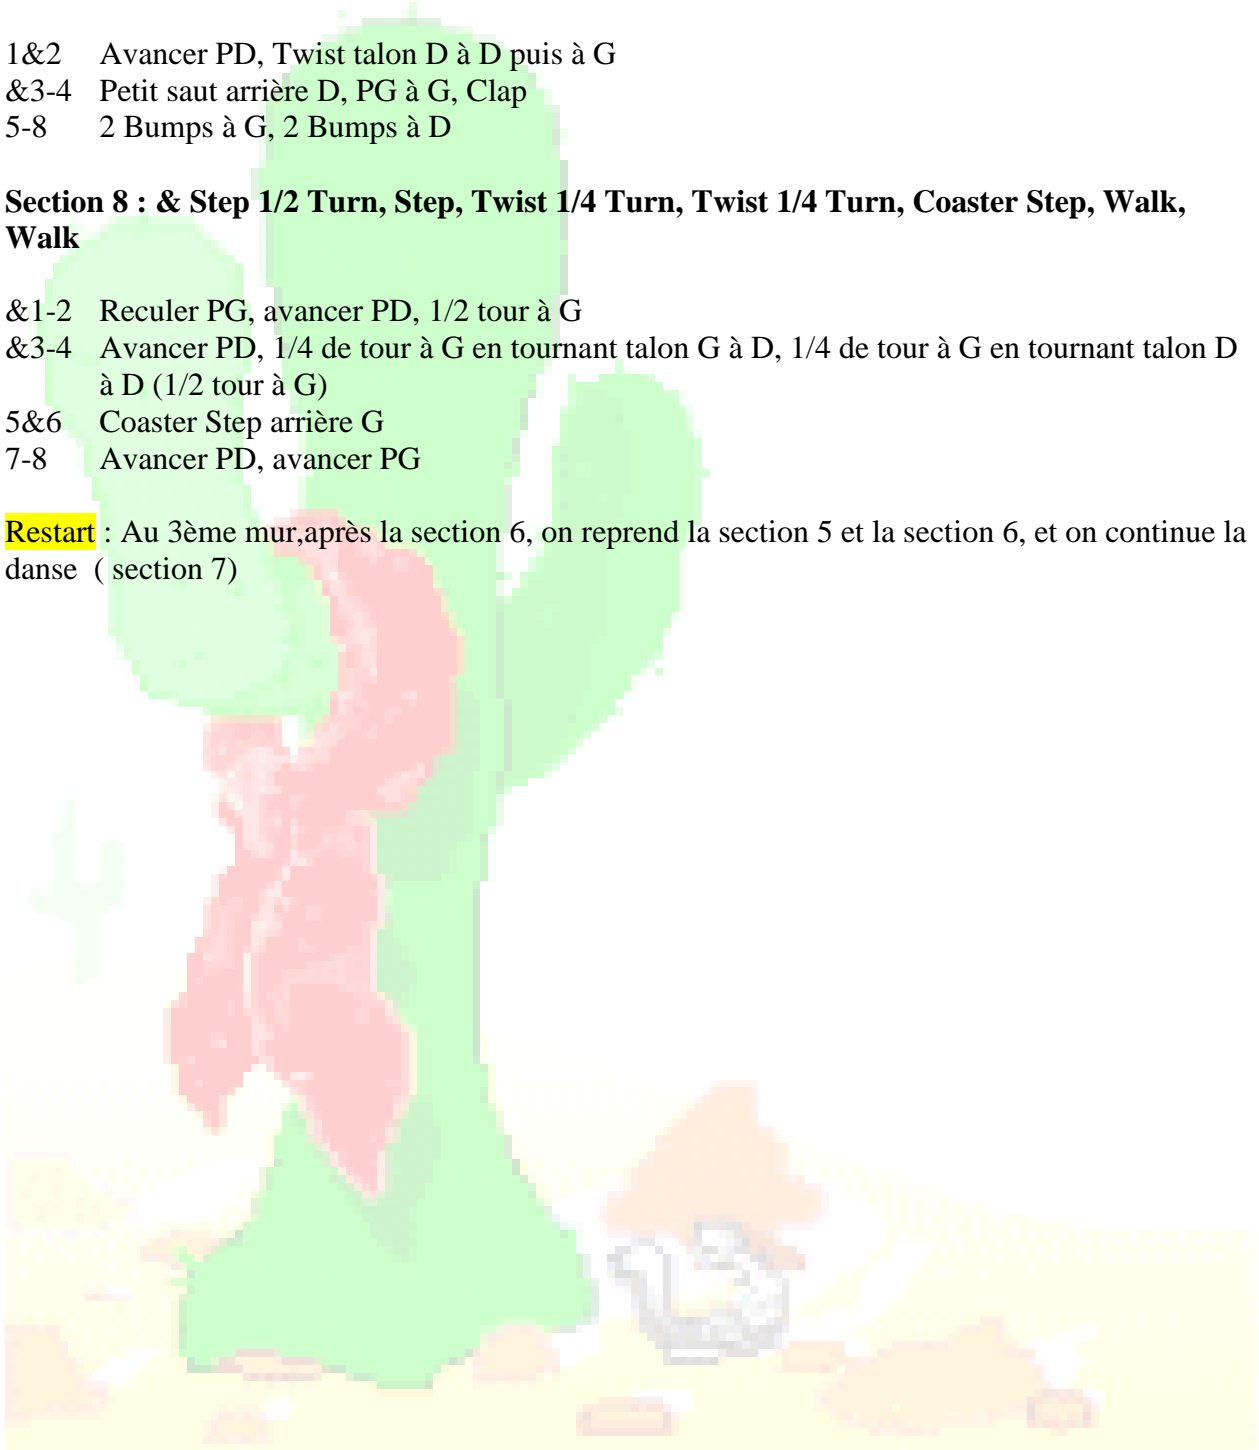 1&2 Avancer PD, Twist talon D à D puis à G
&3-4 Petit saut arrière D, PG à G, Clap
5-8 2 Bumps à G, 2 Bumps à D
Section 8 : & Step 1/2 Turn, Step, Twist 1/4 Turn, Twist 1/4 Turn, Coaster Step, Walk,
Walk
&1-2 Reculer PG, avancer PD, 1/2 tour à G
&3-4 Avancer PD, 1/4 de tour à G en tournant talon G à D, 1/4 de tour à G en tournant talon D
à D (1/2 tour à G)
5&6 Coaster Step arrière G
7-8 Avancer PD, avancer PG
Restart : Au 3ème mur,après la section 6, on reprend la section 5 et la section 6, et on continue la
danse ( section 7)